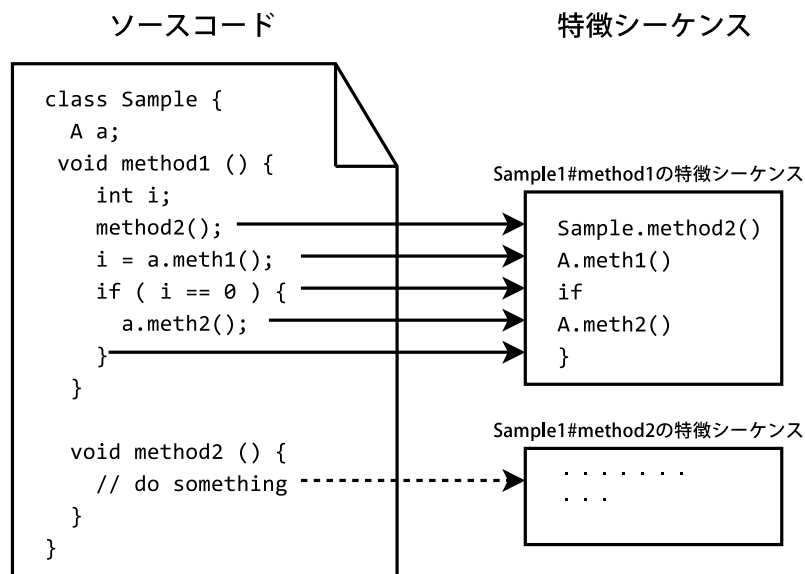 ソースコード
特徴シーケンス
class Sample {
A a;
void method1 () {
int i;
method2();
i = a.meth1();
if ( i == 0 ) {
a.meth2();
}
}
void method2 () {
// do something
}
}
Sample1#method1の特徴シーケンス
Sample.method2()
A.meth1()
if
A.meth2()
}
Sample1#method2の特徴シーケンス
. . . . . . .
. . .